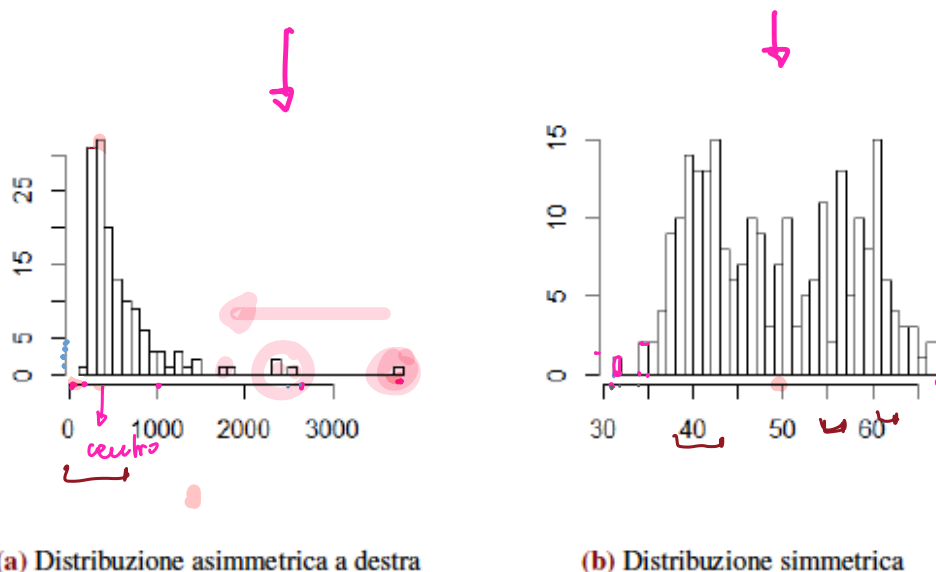 25
15
5
0
0 1000 2000 3000
centro
(a) Distribuzione asimmetrica a destra
15
10
5
0
30 40 50 60
(b) Distribuzione simmetrica